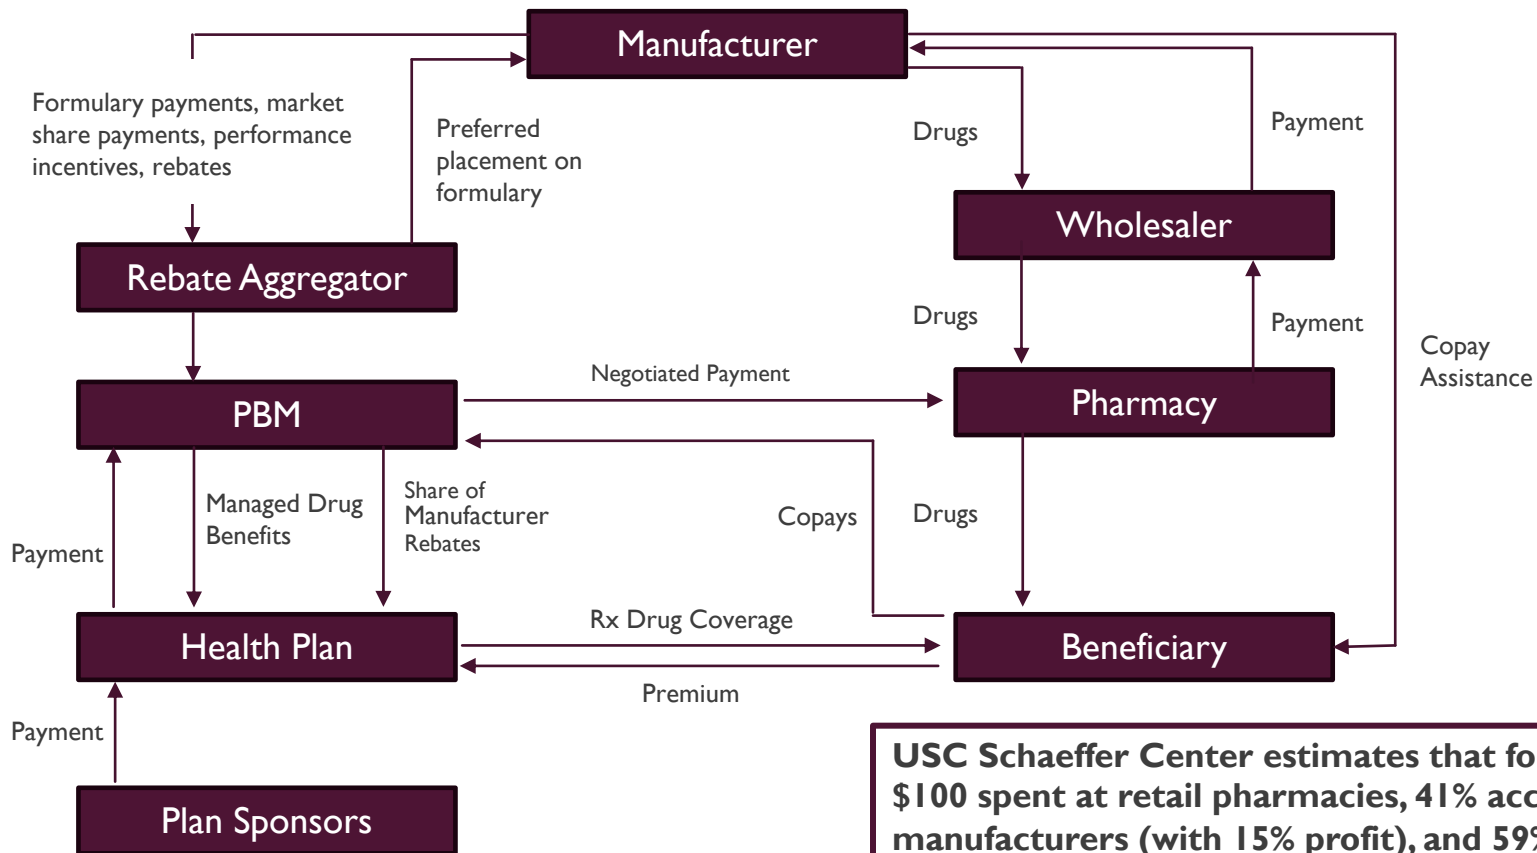 Manufacturer
Formulary payments, market
share payments, performance
incentives, rebates
Preferred
placement on
formulary
Drugs
Payment
Wholesaler
Rebate Aggregator
Drugs
Payment
Copay
Assistance
Negotiated Payment
PBM
Pharmacy
Managed Drug
Benefits
Share of
Manufacturer
Rebates
Copays
Drugs
Payment
Rx Drug Coverage
Health Plan
Beneficiary
Premium
Payment
Plan Sponsors
USC Schaeffer Center estimates that fo
$100 spent at retail pharmacies, 41% acc
manufacturers (with 15% profit), and 59%